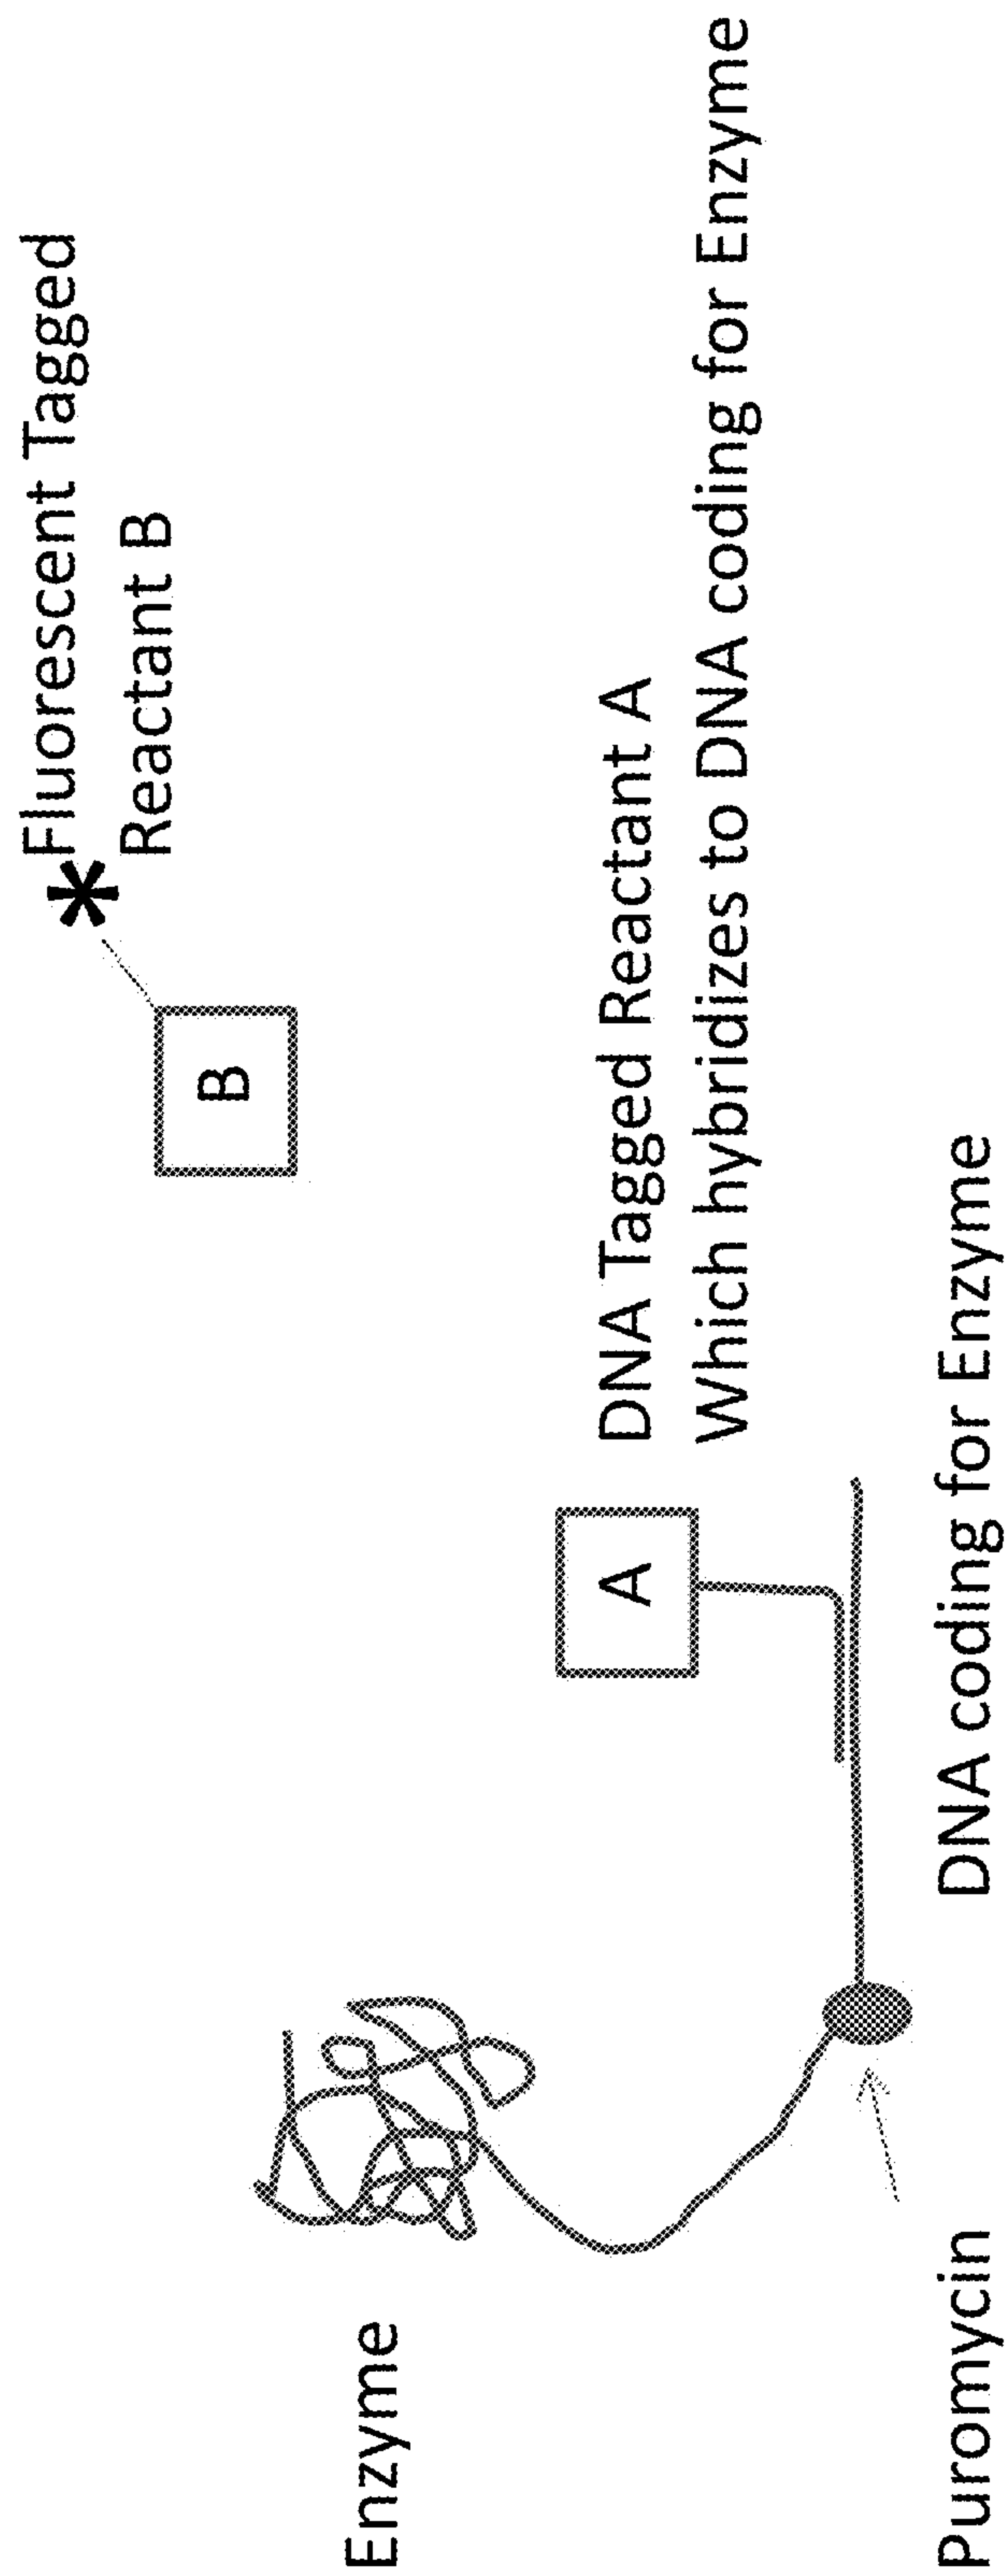 Fluorescent Tagged
Reactant B
B
Enzyme
A
DNA Tagged Reactant A
Which hybridizes to DNA coding for Enzyme
Puromycin
DNA coding for Enzyme